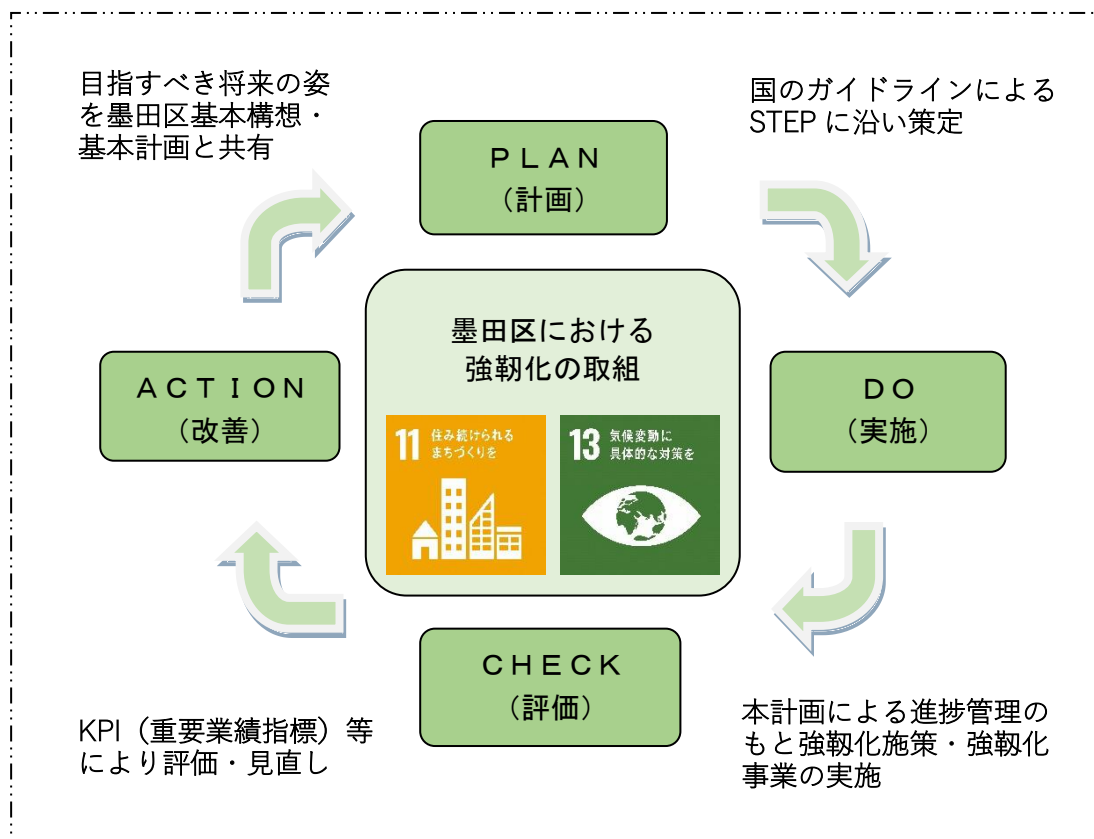 目指すべき将来の姿
を墨田区基本構想・
基本計画と共有
国のガイドラインによる
STEP に沿い策定
ＰＬＡＮ
（計画）
墨田区における
強靭化の取組
ＡＣＴＩＯＮ
（改善）
ＤＯ
（実施）
11 住み続けられる
まちづくりを
13 気候変動に
具体的な対策を
ＣＨＥＣＫ
（評価）
KPI（重要業績指標）等
により評価・見直し
本計画による進捗管理の
もと強靱化施策・強靱化
事業の実施